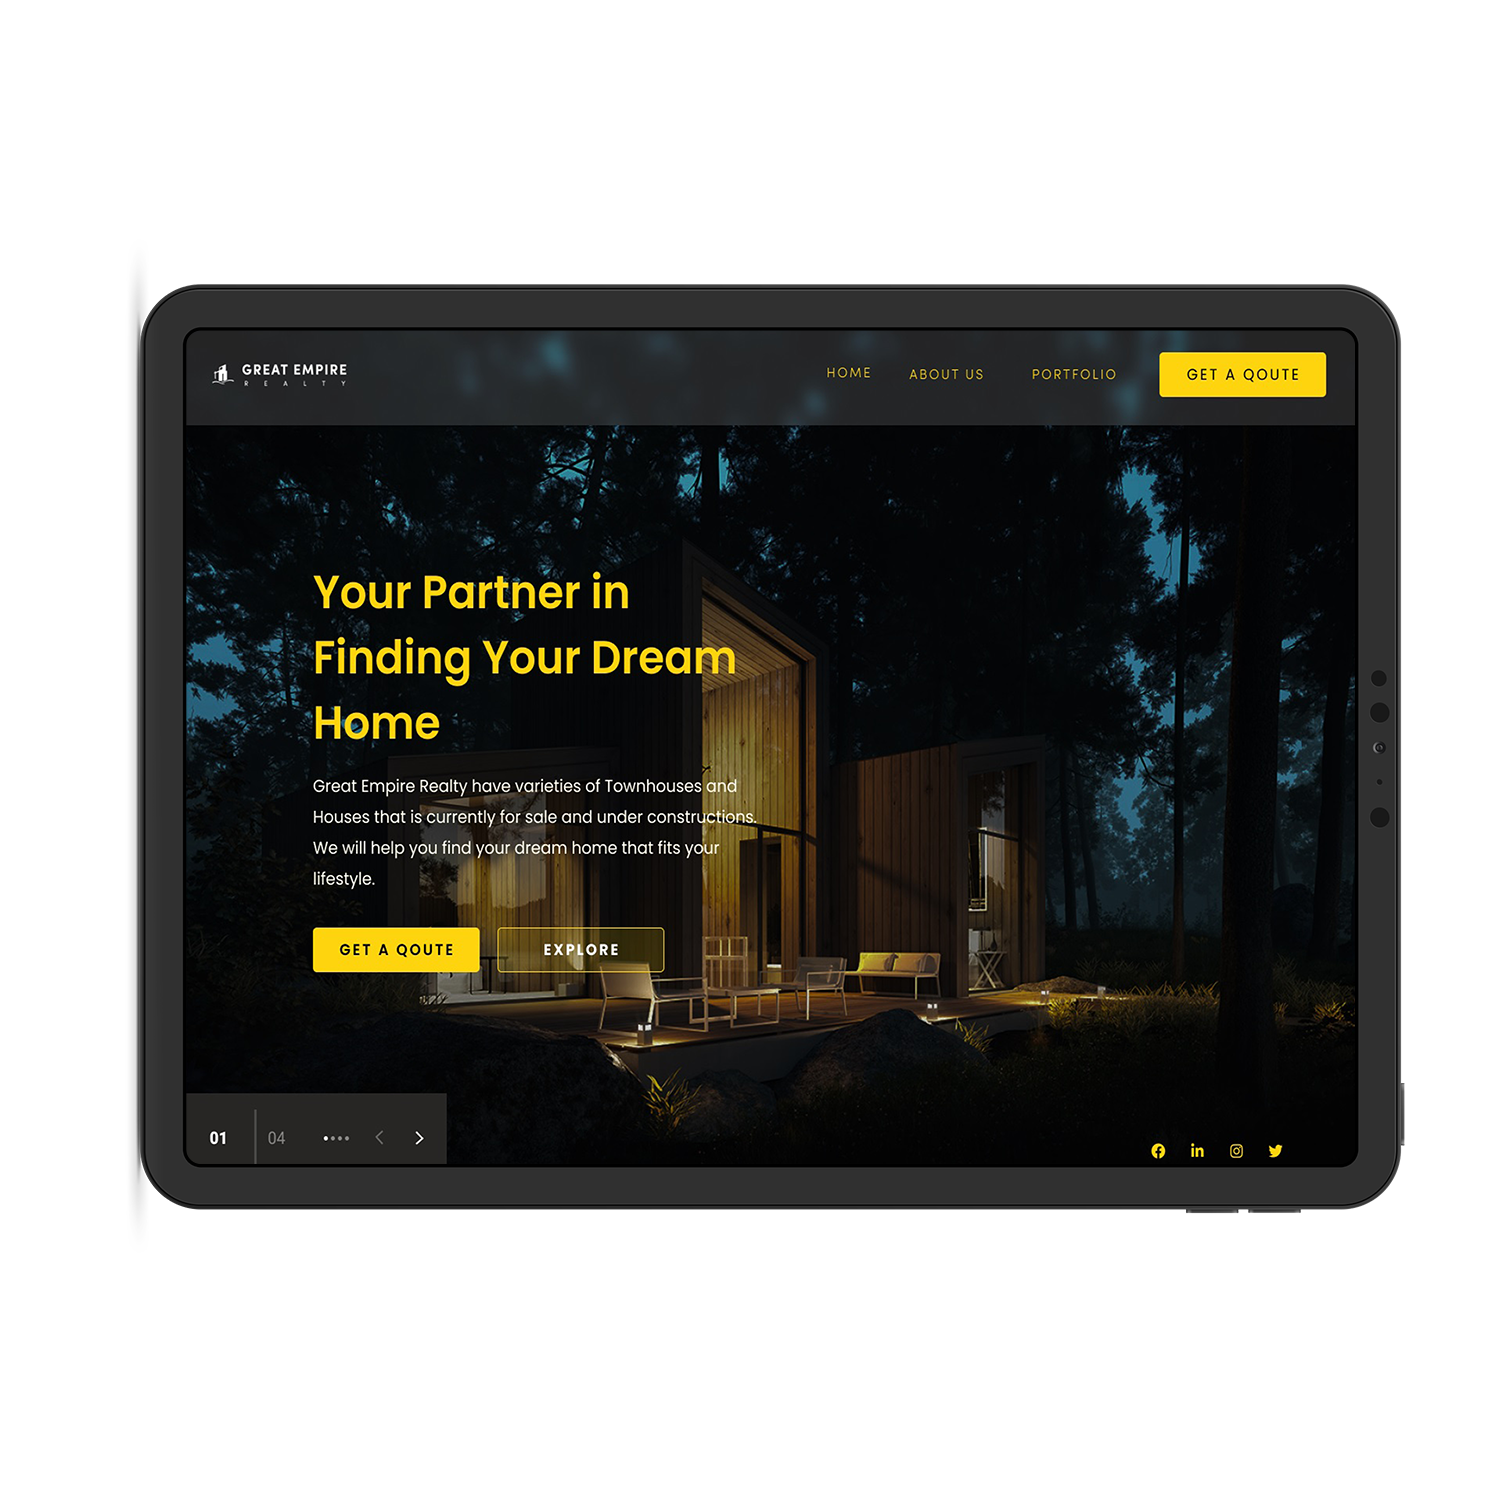 GREAT EMPIRE
REALTY
HOME
ABOUT US
PORTFOLIO
GET A QOUTE
Your Partner in
Finding Your Dream
Home
Great Empire Realty have varieties of Townhouses and
Houses that is currently for sale and under constructions.
We will help you find your dream home that fits your
lifestyle.
GET A QOUTE
EXPLORE
01
04